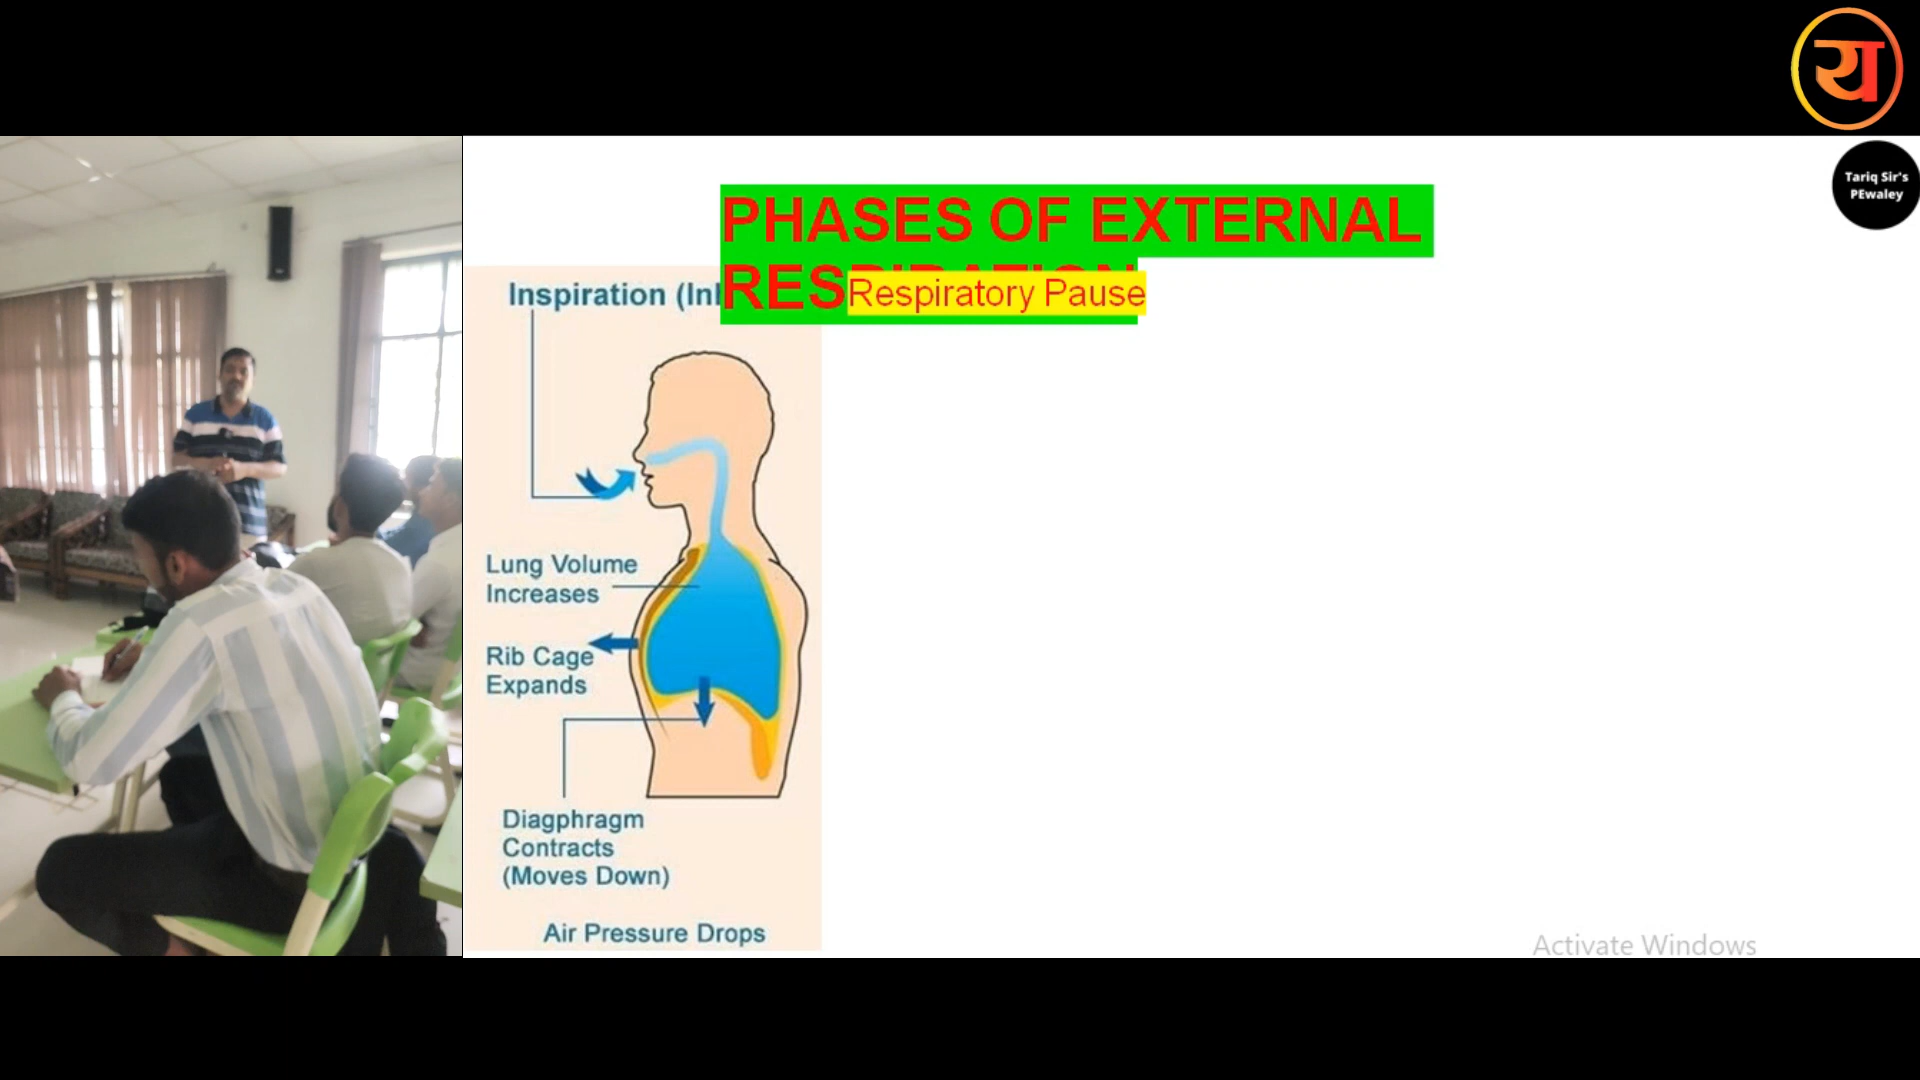 य
Tariq Sir's
PEwaley
PHASES OF EXTERNAL
RESPIRATION
Respiratory Pause
Inspiration (Inh
Lung Volume
Increases
Rib Cage
Expands
Diagphragm
Contracts
(Moves Down)
Air Pressure Drops
Activate Windows